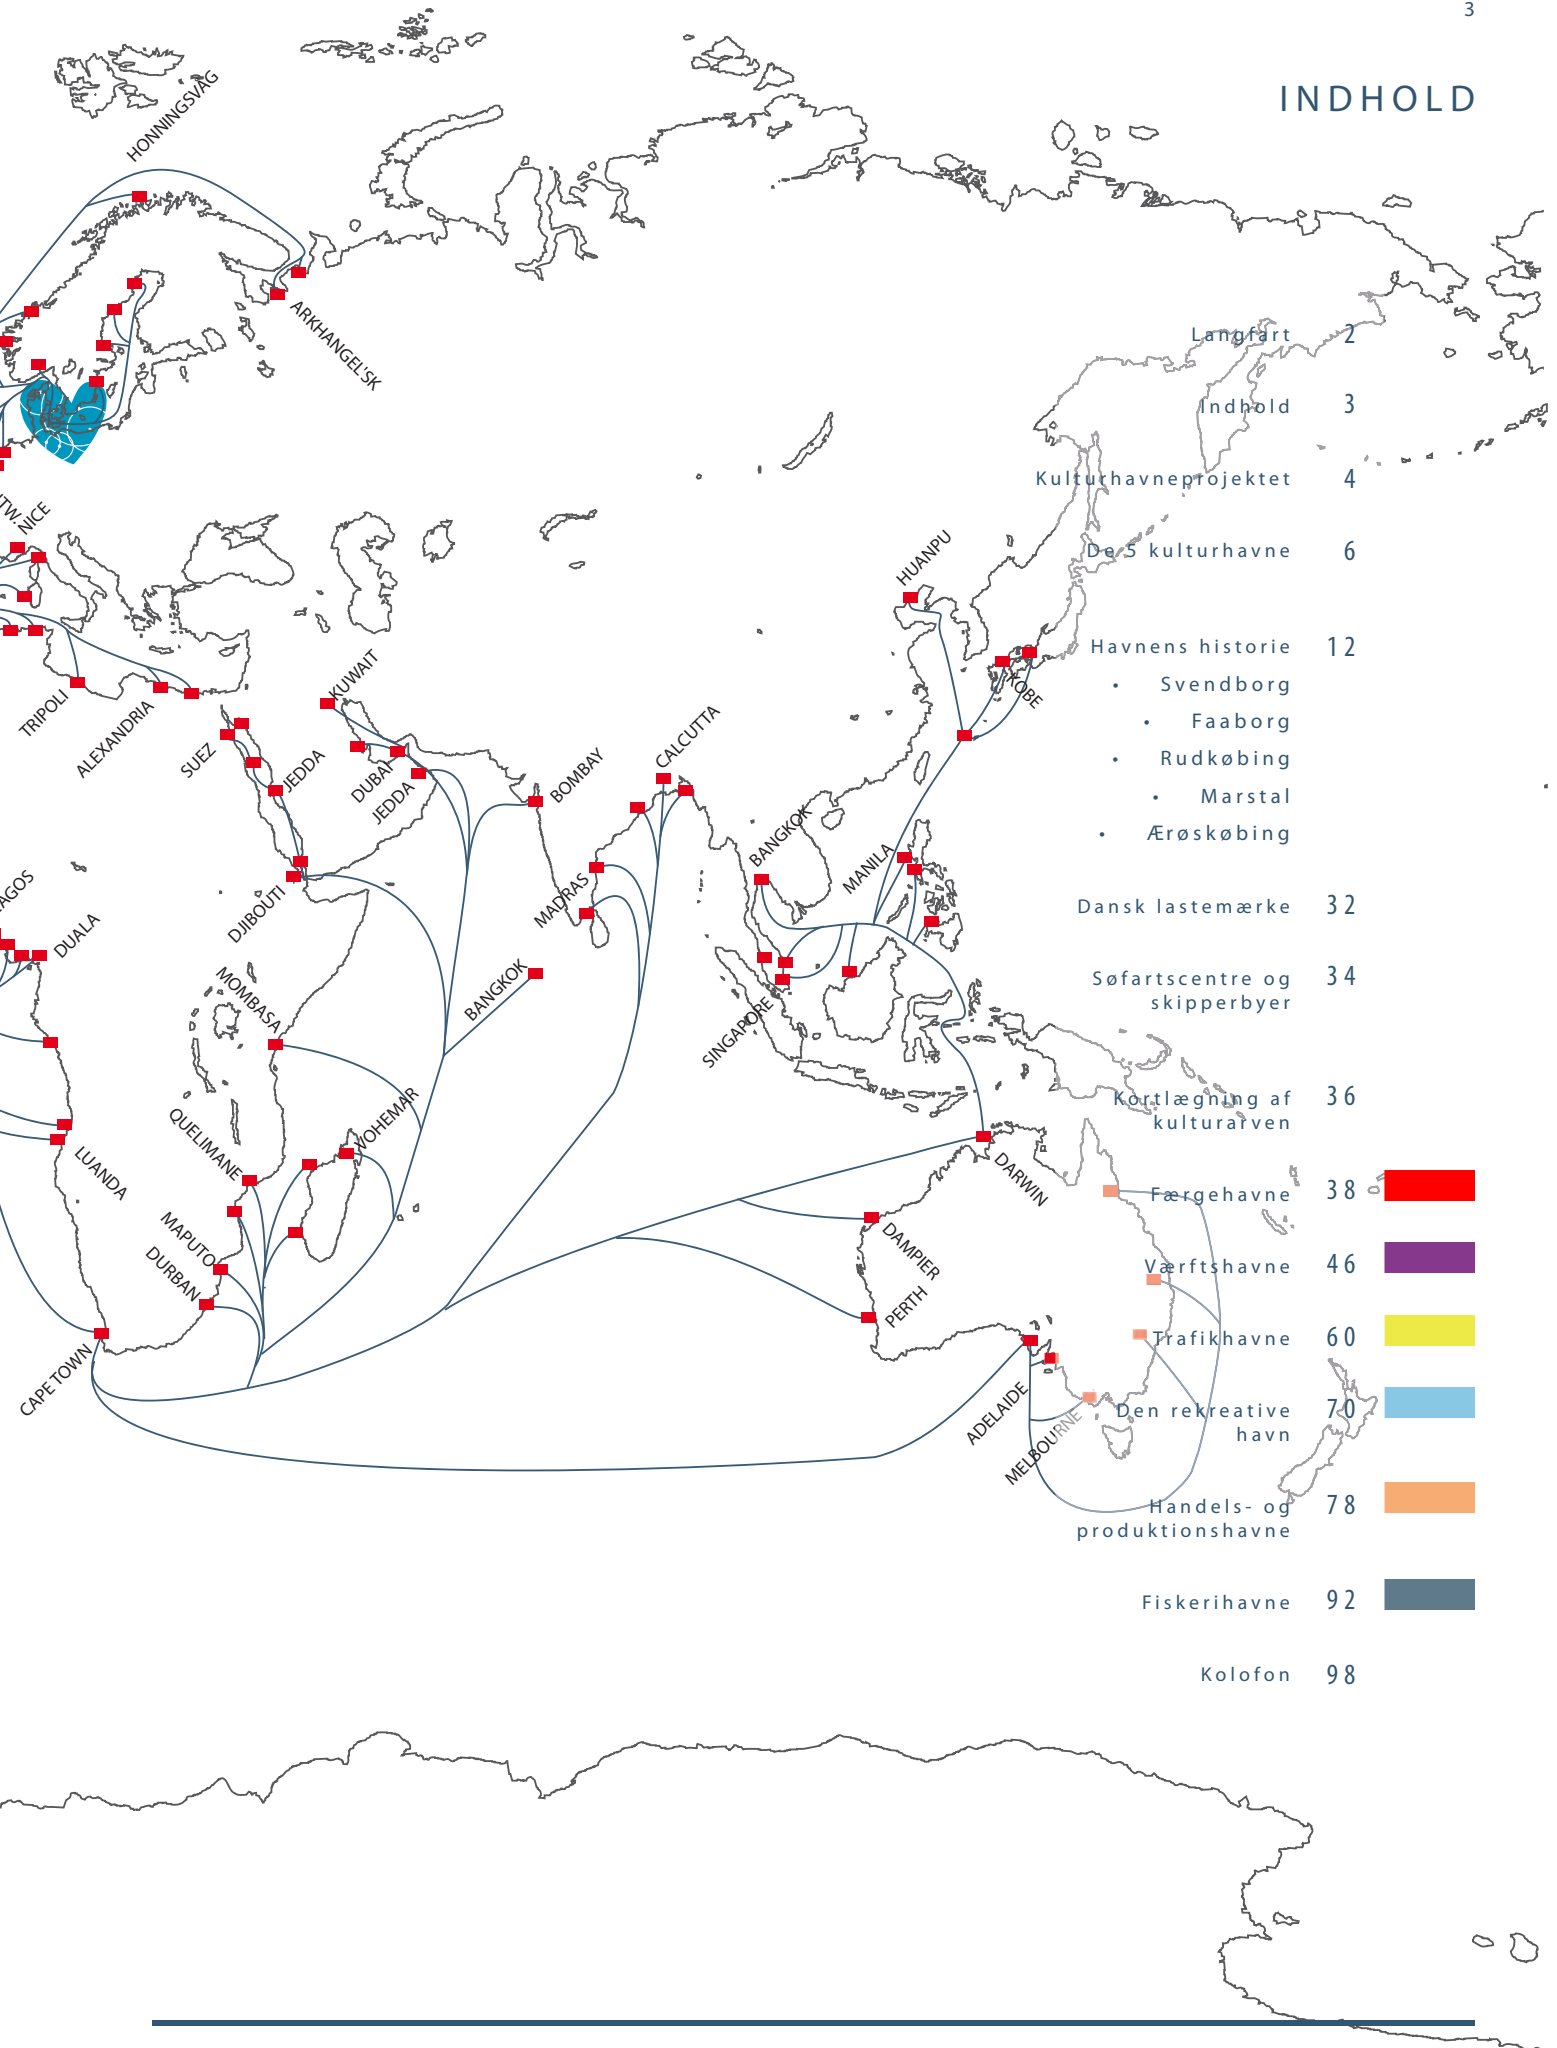 3
INDHOLD
HONNINGSVÅG
ARKHANGEL'SK
NICE
HUANPU
KOBE
TRIPOLI
ALEXANDRIA
SUEZ
JEDDA
KUWAIT
DUBAI
JEDDA
BOMBAY
CALCUTTA
MADRAS
BANGKOK
MANILA
DJIBOUTI
DUALA
MOMBASA
BANGKOK
SINGAPORE
QUELIMANE
VOHEMAR
LUANDA
MAPUTO
DURBAN
CAPE TOWN
DARWIN
DAMPIER
PERTH
ADELAIDE
MELBOURNE
Langfart 2
Indhold 3
Kulturhavneprojektet 4
De 5 kulturhavne 6
Havnens historie 12
• Svendborg
• Faaborg
• Rudkøbing
• Marstal
• Ærøskøbing
Dansk lastemærke 32
Søfartscentre og 34
skipperbyer
Kortlægning af 36
kulturarven
Færgehavne 38
Værftshavne 46
Trafikhavne 60
Den rekreative 70
havn
Handels- og 78
produktionshavne
Fiskerihavne 92
Kolofon 98